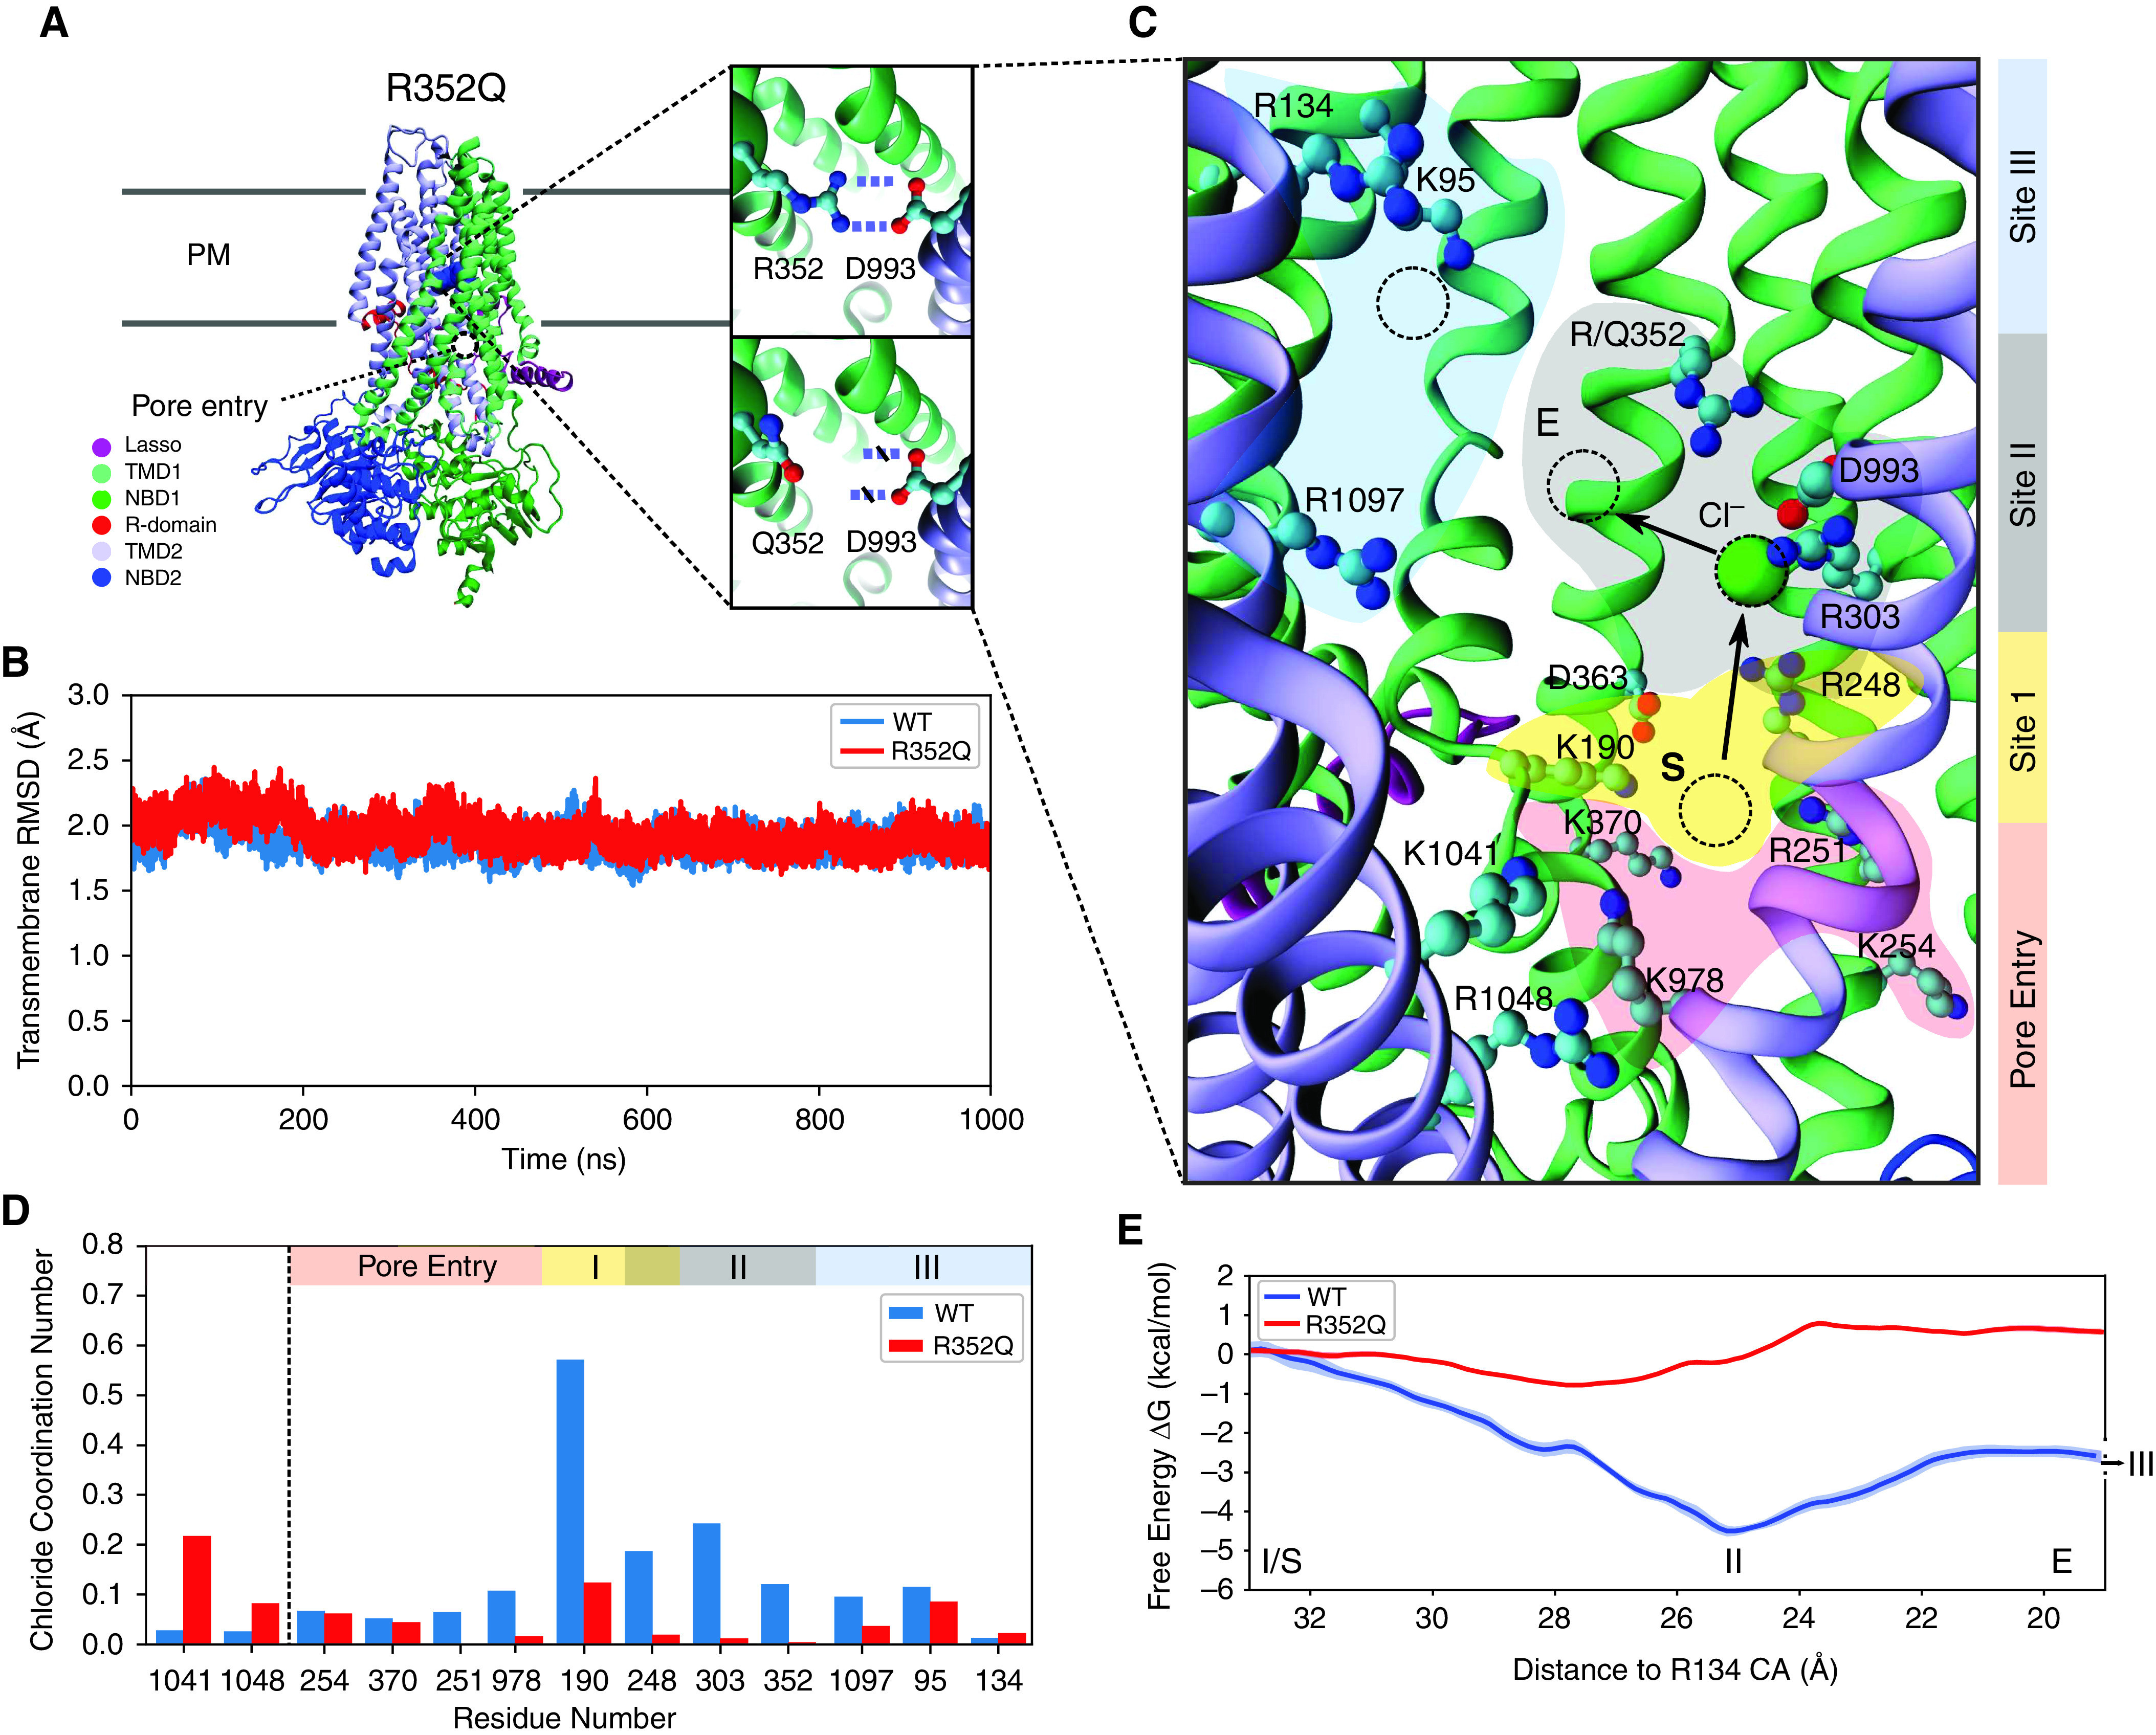 A
R352Q
PM
Pore entry
Lasso
TMD1
NBD1
R-domain
TMD2
NBD2
R352 D993
Q352 D993
B
Transmembrane RMSD (Å)
3.0
2.5
2.0
1.5
1.0
0.5
0.0
WT
R352Q
0 200 400 600 800 1000
Time (ns)
C
R134
K95
R/Q352
E
D993
Cl–
R1097
R303
D363
R248
K190
S
K370
R251
K1041
K254
K978
R1048
Site III
Site II
Site 1
Pore Entry
D
Chloride Coordination Number
0.8
0.7
0.6
0.5
0.4
0.3
0.2
0.1
0.0
Pore Entry I II III
WT
R352Q
1041 1048 254 370 251 978 190 248 303 352 1097 95 134
Residue Number
E
Free Energy ΔG (kcal/mol)
2
1
0
–1
–2
–3
–4
–5
–6
WT
R352Q
III
I/S II E
32 30 28 26 24 22 20
Distance to R134 CA (Å)